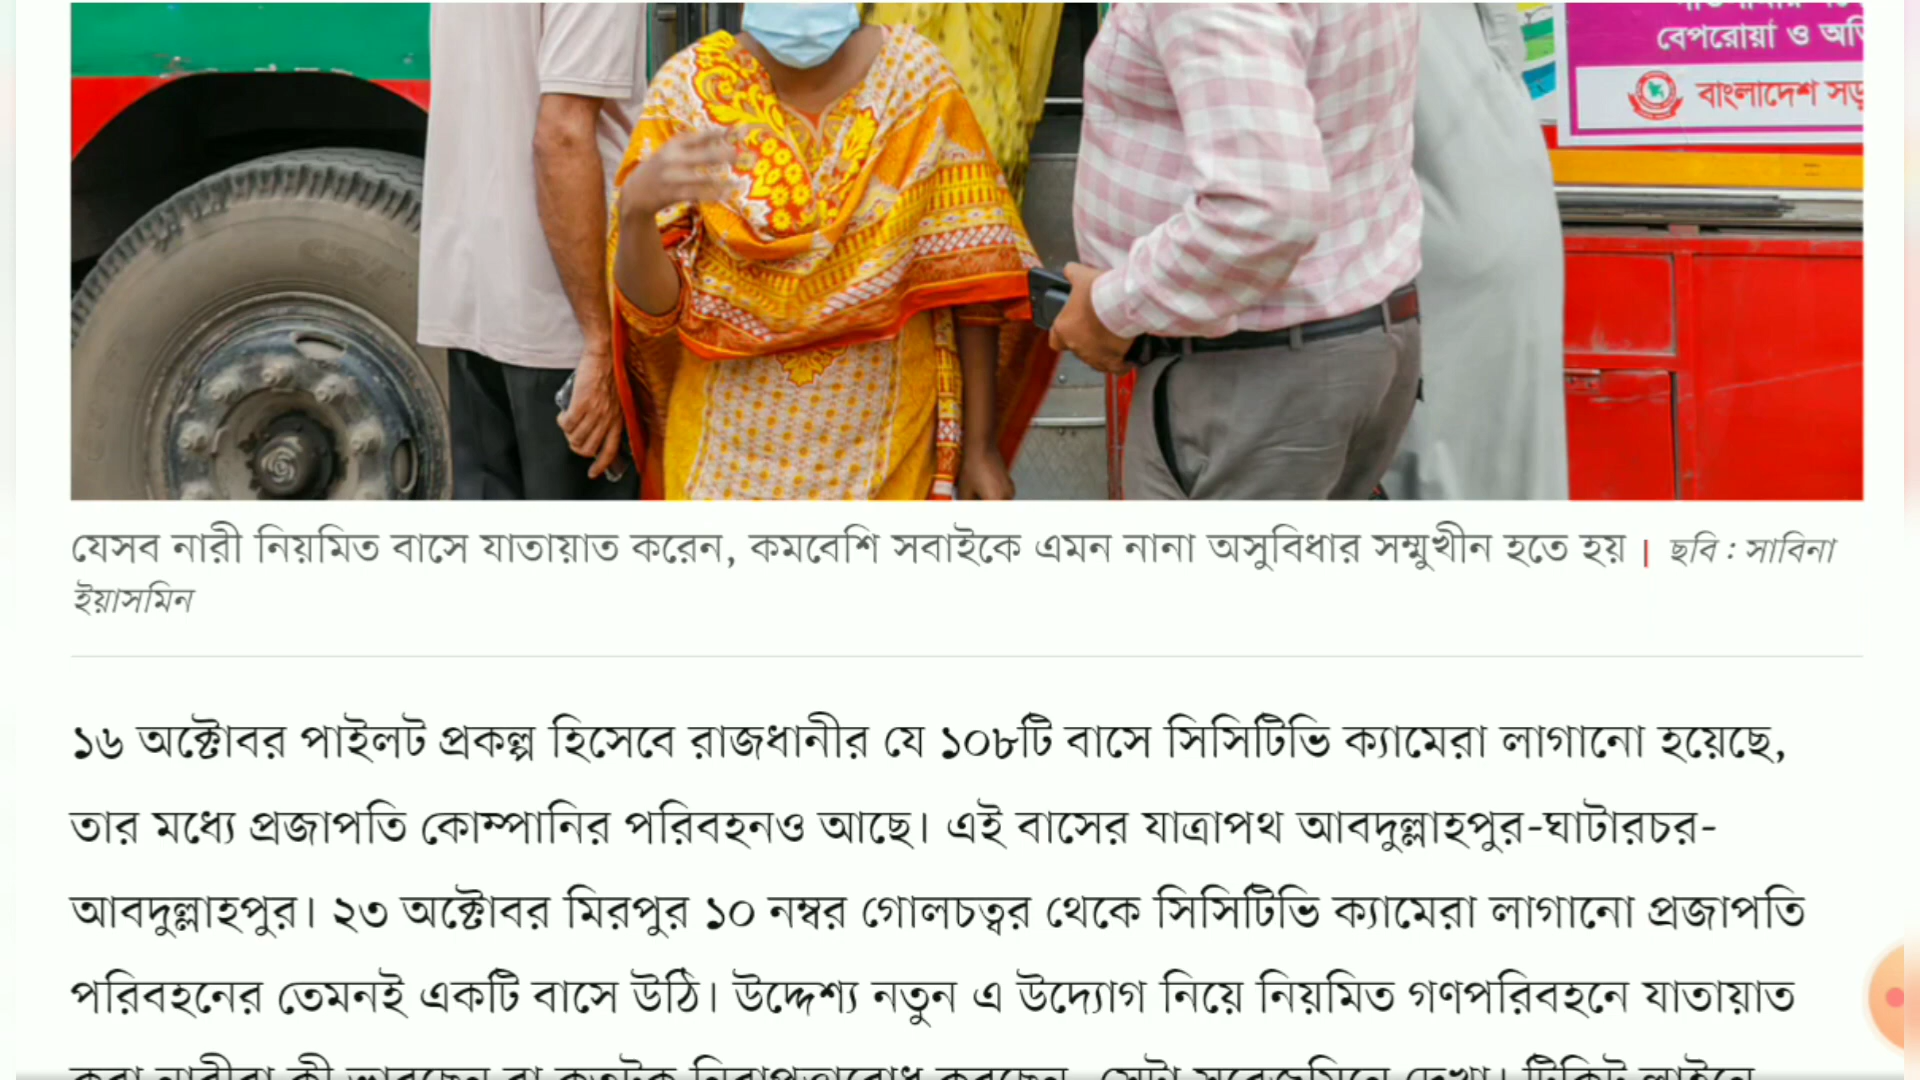 বেপরোয়া ও
বাংলাদেশ
যেসব নারী নিয়মিত বাসে যাতায়াত করেন, কমবেশি সবাইকে এমন নানা অসুবিধার সম্মুখীন হতে হয় | ছবি : সাবিনা
ইয়াসমিন
১৬ অক্টোবর পাইলট প্রকল্প হিসেবে রাজধানীর যে ১০৮টি বাসে সিসিটিভি ক্যামেরা লাগানো হয়েছে,
তার মধ্যে প্রজাপতি কোম্পানির পরিবহনও আছে। এই বাসের যাত্রাপথ আবদুল্লাহপুর-ঘাটারচর-
আবদুল্লাহপুর। ২৩ অক্টোবর মিরপুর ১০ নম্বর গোলচত্বর থেকে সিসিটিভি ক্যামেরা লাগানো প্রজাপতি
পরিবহনের তেমনই একটি বাসে উঠি। উদ্দেশ্য নতুন এ উদ্যোগ নিয়ে নিয়মিত গণপরিবহনে যাতায়াত